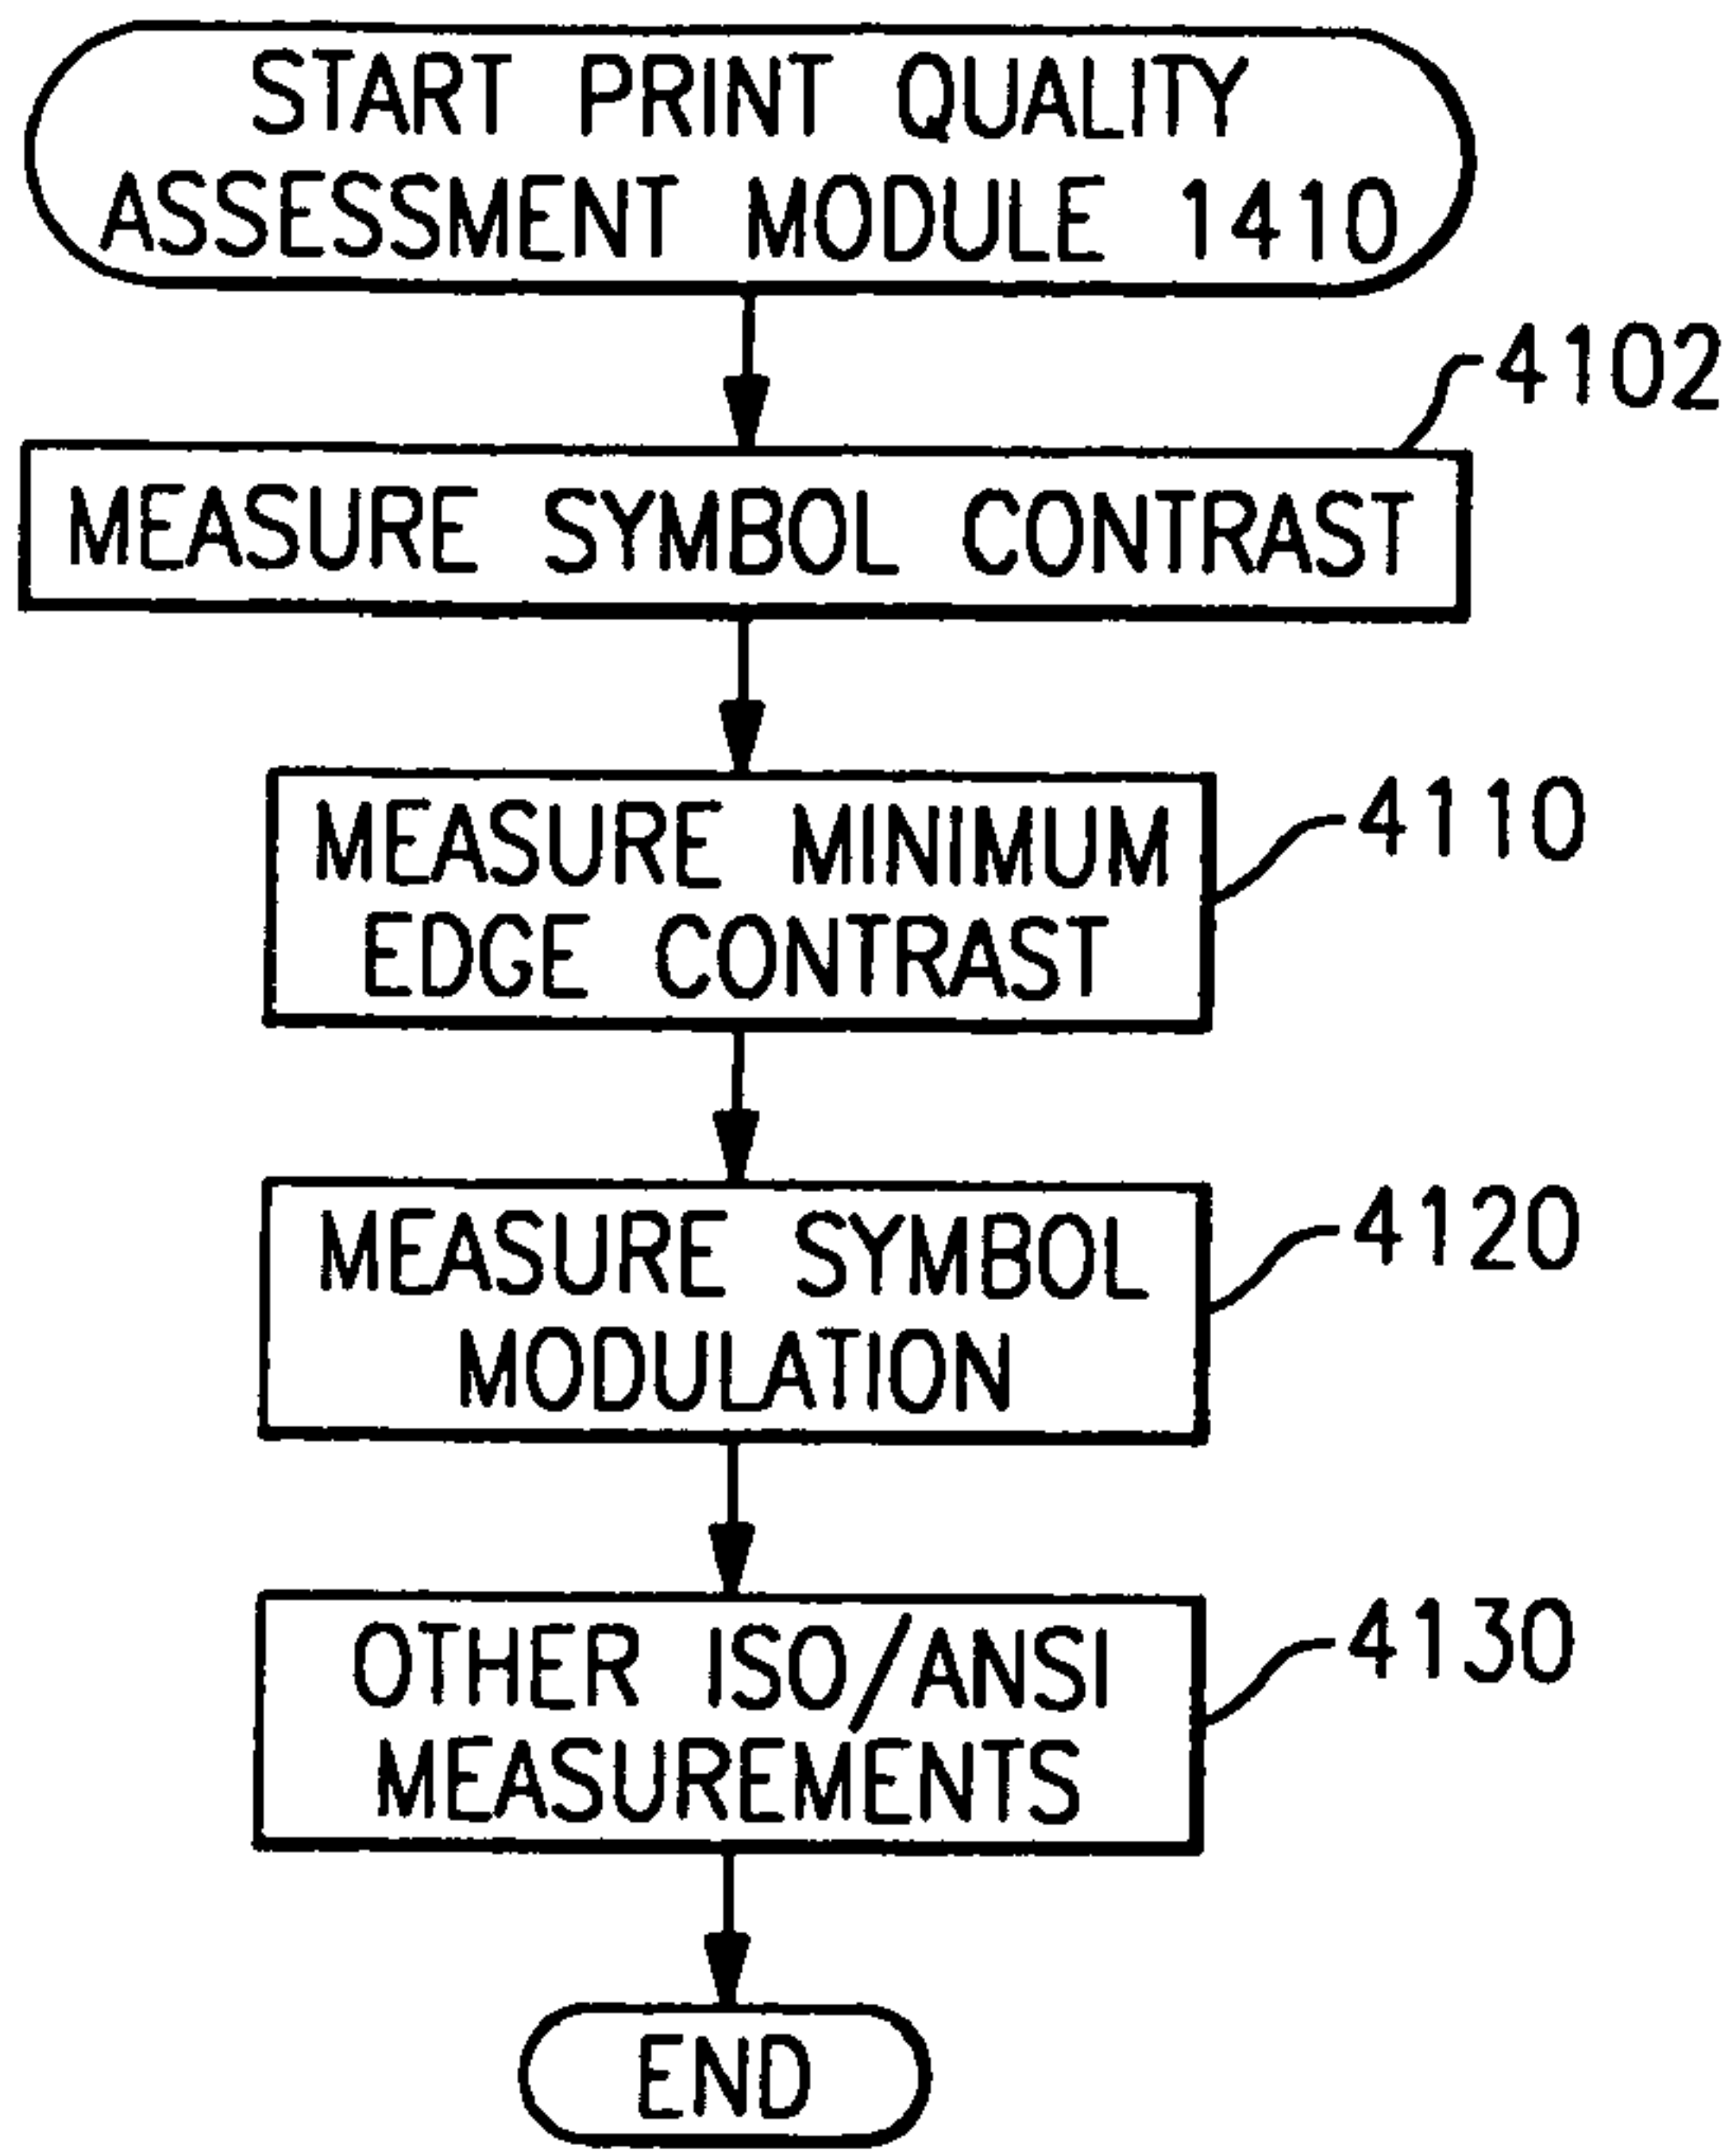 START PRINT QUALITY
ASSESSMENT MODULE 1410
4102
MEASURE SYMBOL CONTRAST
MEASURE MINIMUM
EDGE CONTRAST
4110
MEASURE SYMBOL
MODULATION
4120
OTHER ISO/ANSI
MEASUREMENTS
4130
END